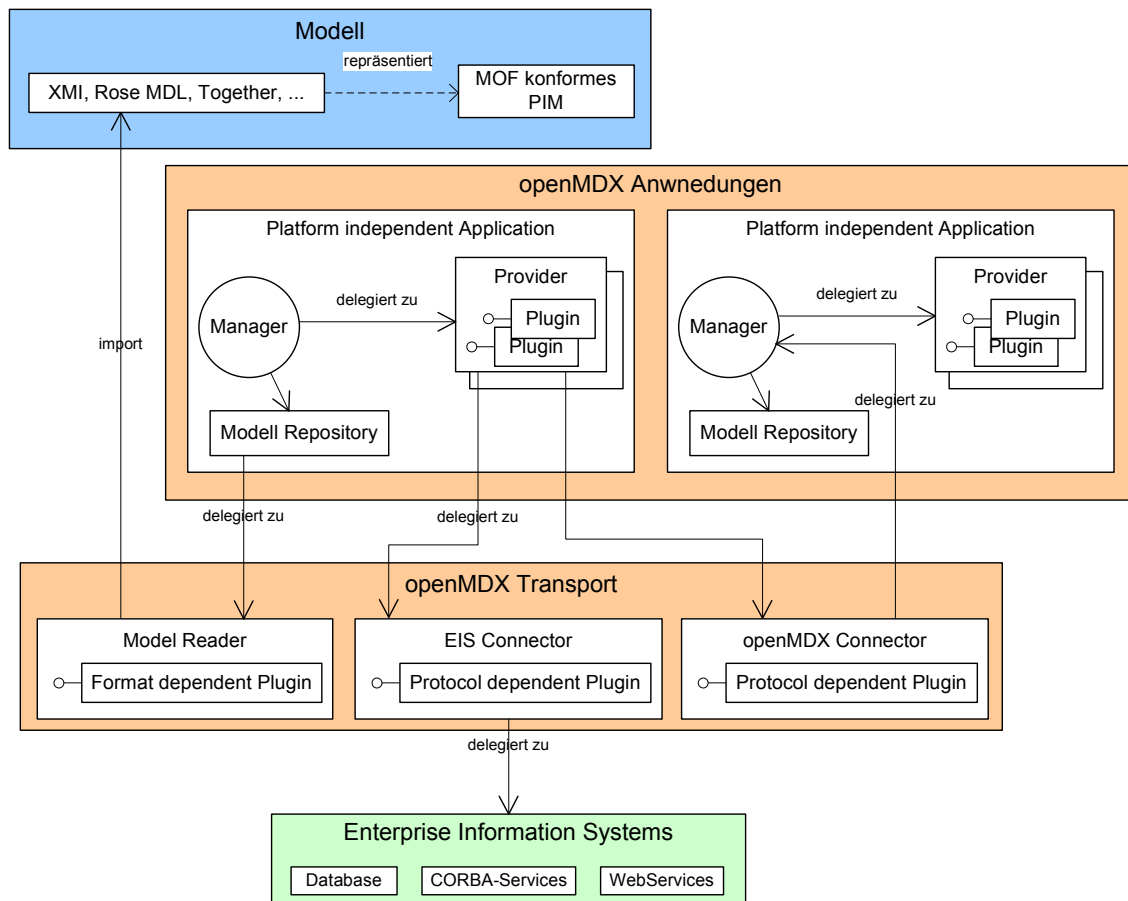 Modell
repräsentiert
XMI, Rose MDL, Together, ...
MOF konformes
PIM
import
openMDX Anwnedungen
Platform independent Application
Manager
delegiert zu
Provider
Plugin
Plugin
Modell Repository
Platform independent Application
Manager
delegiert zu
Provider
Plugin
Plugin
delegiert zu
Modell Repository
delegiert zu
delegiert zu
openMDX Transport
Model Reader
Format dependent Plugin
EIS Connector
Protocol dependent Plugin
openMDX Connector
Protocol dependent Plugin
delegiert zu
Enterprise Information Systems
Database
CORBA-Services
WebServices